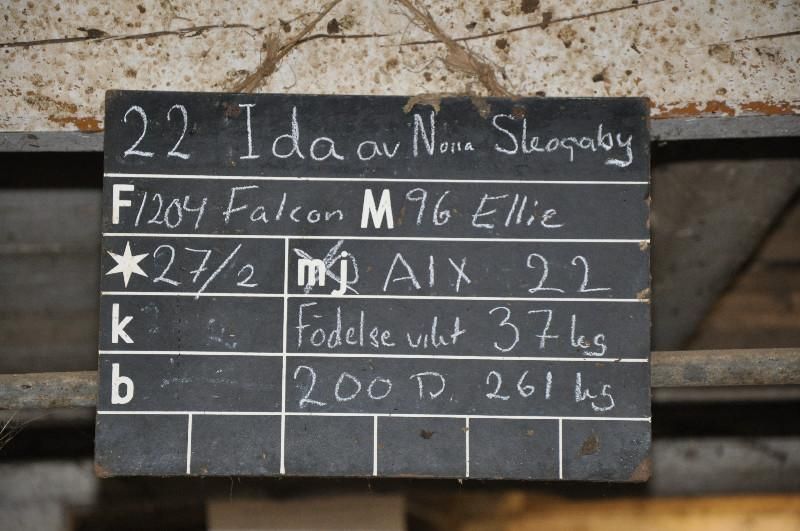 22 Ida av Norra Skogaby
F 1204 Falcon M 96 Ellie
27/2 mj AIX 22
k Födelse vikt 37 kg
b 200 D. 261 kg